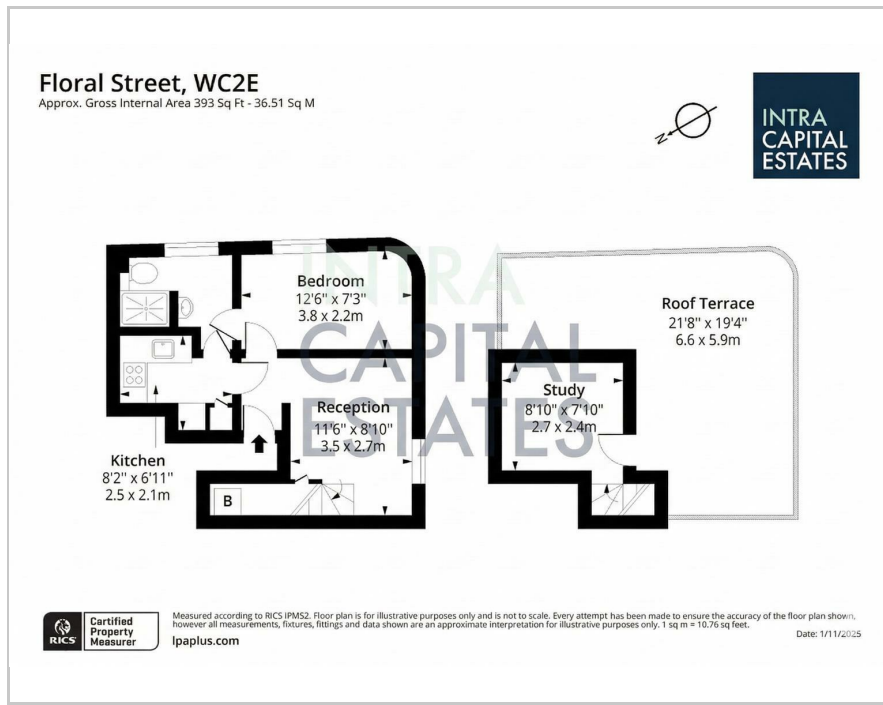 Floral Street, WC2E
Approx. Gross Internal Area 393 Sq Ft - 36.51 Sq M
N
INTRA
CAPITAL
ESTATES
INTRA
CAPITAL
ESTATES
Bedroom
12'6" x 7'3"
3.8 x 2.2m
Roof Terrace
21'8" x 19'4"
6.6 x 5.9m
Study
8'10" x 7'10"
2.7 x 2.4m
Reception
11'6" x 8'10"
3.5 x 2.7m
Kitchen
8'2" x 6'11"
2.5 x 2.1m
B
RICS
Certified
Property
Measurer
Measured according to RICS IPMS2. Floor plan is for illustrative purposes only and is not to scale. Every attempt has been made to ensure the accuracy of the floor plan shown,
however all measurements, fixtures, fittings and data shown are an approximate interpretation for illustrative purposes only. 1 sq m = 10.76 sq feet.
lpaplus.com
Date: 1/11/2025